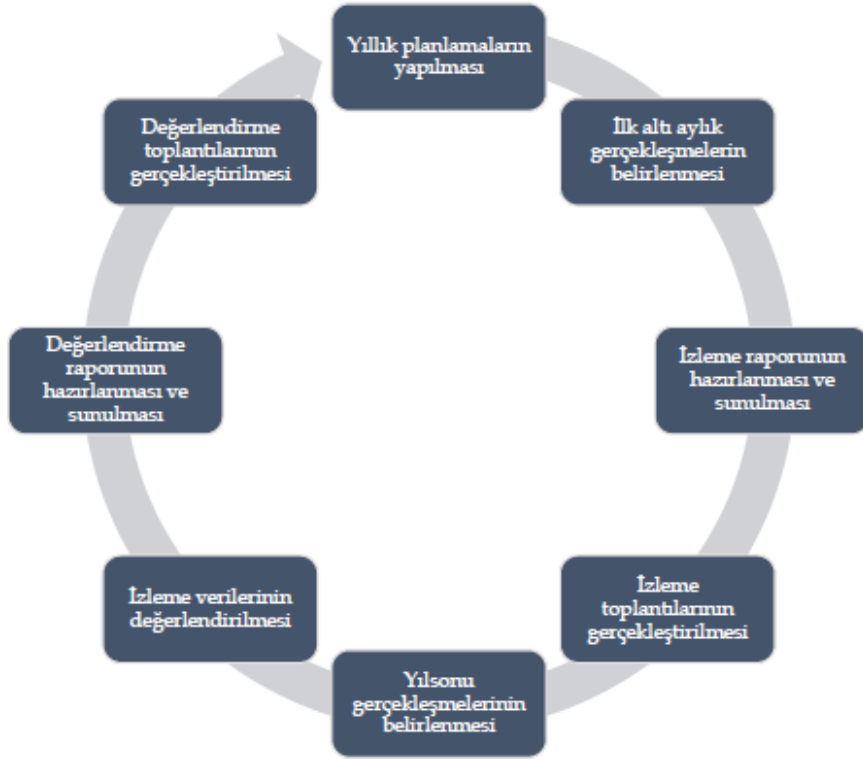 Yıllık planlamaların
yapılması
İlk altı aylık
gerçekleşmelerin
belirlenmesi
İzleme raporunun
hazırlanması ve
sunulması
İzleme
toplantılarının
gerçekleştirilmesi
Yılsonu
gerçekleşmelerinin
belirlenmesi
İzleme verilerinin
değerlendirilmesi
Değerlendirme
raporunun
hazırlanması ve
sunulması
Değerlendirme
toplantılarının
gerçekleştirilmesi